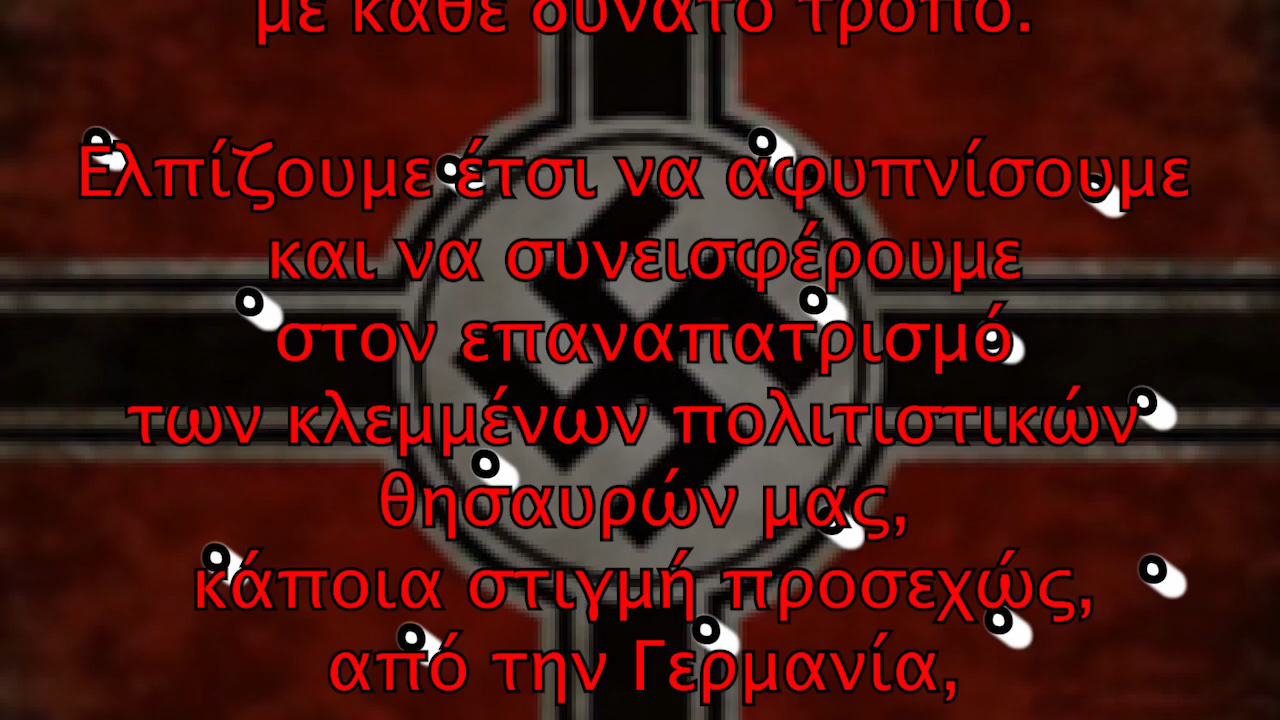 με κάθε δυνατό τρόπο.
Ελπίζουμε έτσι να αφυπνίσουμε
και να συνεισφέρουμε
στον επαναπατρισμό
των κλεμμένων πολιτιστικών
θησαυρών μας,
κάποια στιγμή προσεχώς,
από την Γερμανία,